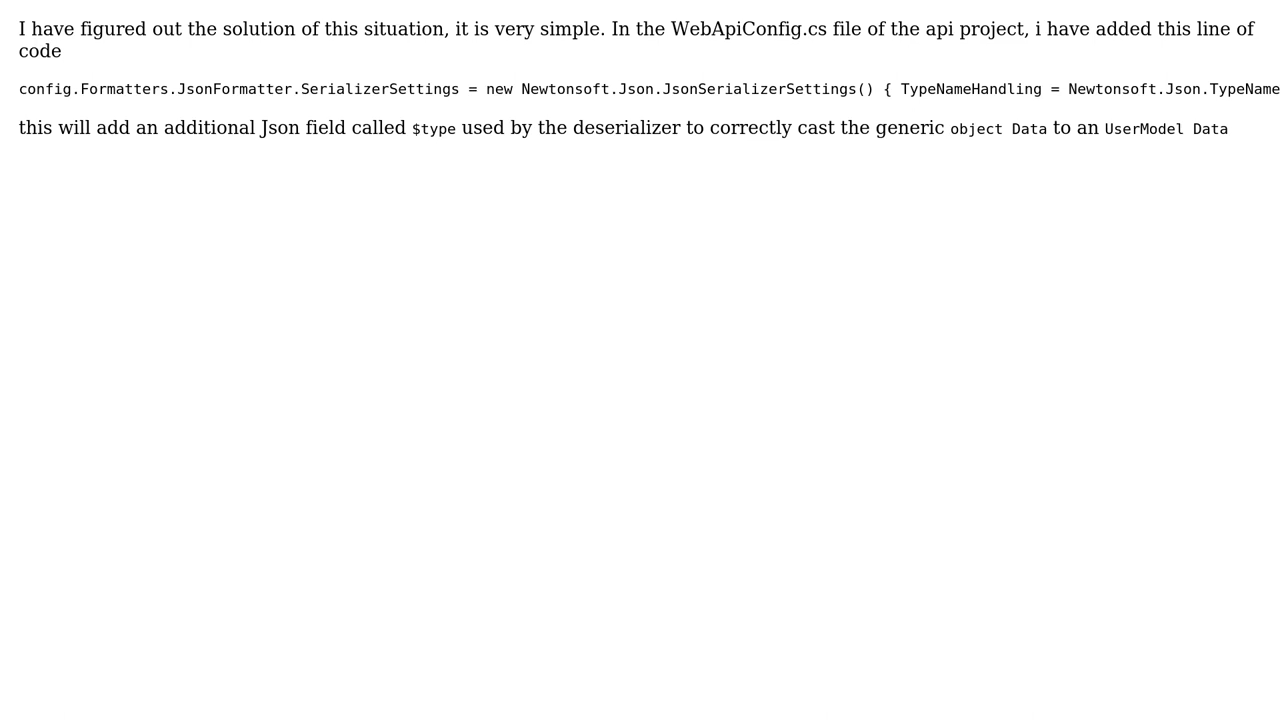 I have figured out the solution of this situation, it is very simple. In the WebApiConfig.cs file of the api project, i have added this line of
code
config.Formatters.JsonFormatter.SerializerSettings = new Newtonsoft.Json.JsonSerializerSettings() { TypeNameHandling = Newtonsoft.Json.TypeName
this will add an additional Json field called $type used by the deserializer to correctly cast the generic object Data to an UserModel Data